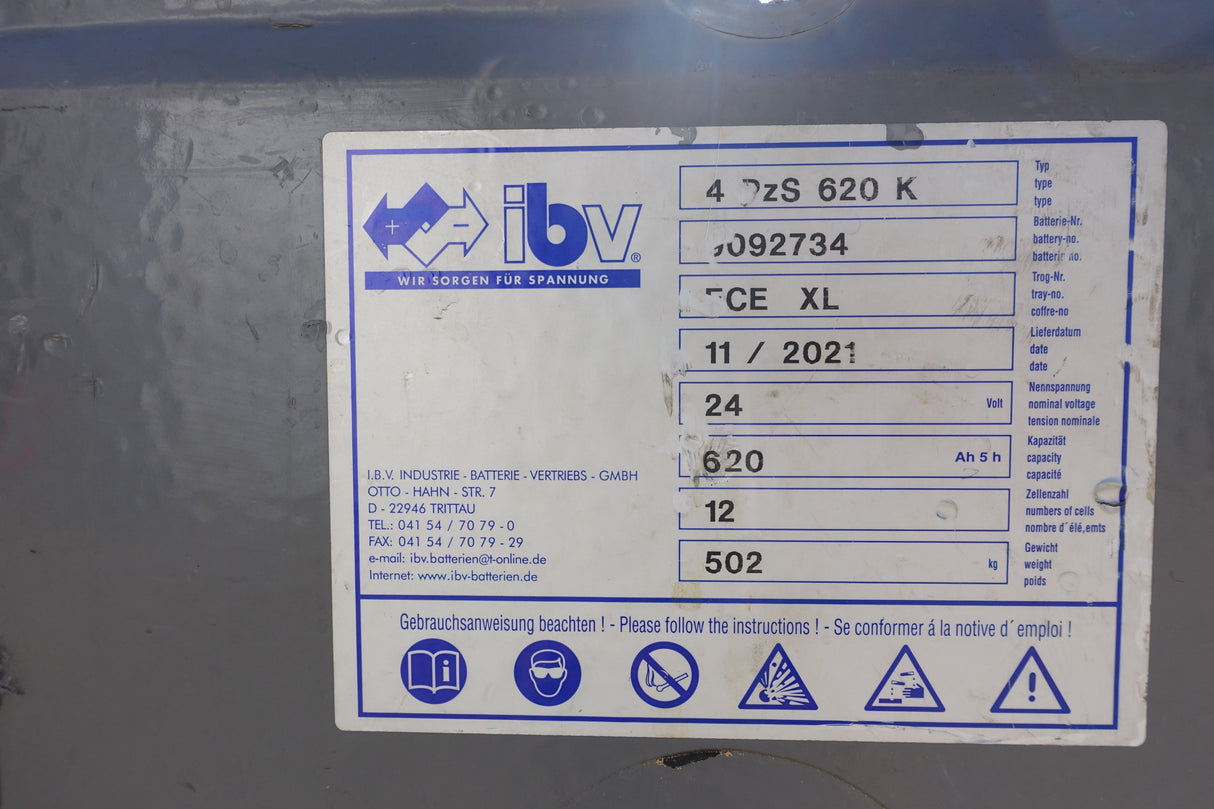 ibv®
WIR SORGEN FÜR SPANNUNG
4 PzS 620 K
Typ
type
type
Batterie-Nr.
battery-no.
batterie no.
XL
Trog-Nr.
tray-no.
coffre-no
11 / 2021
Lieferdatum
date
date
24 Volt
Nennspannung
nominal voltage
tension nominale
620 Ah 5 h
Kapazität
capacity
capacité
12
Zellenzahl
numbers of cells
nombre d´ élé,emts
502 kg
Gewicht
weight
poids
I.B.V. INDUSTRIE - BATTERIE - VERTRIEBS - GMBH
OTTO - HAHN - STR. 7
D - 22946 TRITTAU
TEL.: 041 54 / 70 79 - 0
FAX: 041 54 / 70 79 - 29
e-mail: ibv.batterien@t-online.de
Internet: www.ibv-batterien.de
Gebrauchsanweisung beachten ! - Please follow the instructions ! - Se conformer á la notive d´ emploi !